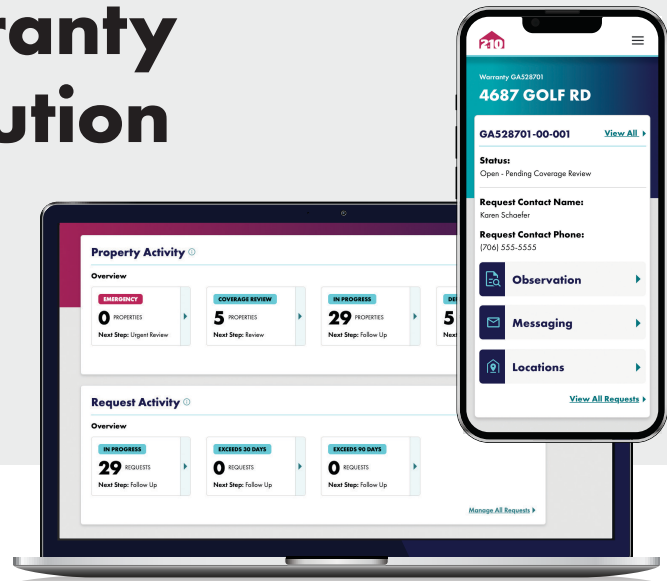 ranty
ution
210
Warranty GA528701
4687 GOLF RD
GA528701-00-001 View All
Status:
Open - Pending Coverage Review
Request Contact Name:
Karen Schaefer
Request Contact Phone:
(706) 555-5555
Observation
Messaging
Locations
View All Requests
Property Activity
Overview
EMERGENCY
0 PROPERTIES
Next Step: Urgent Review
COVERAGE REVIEW
5 PROPERTIES
Next Step: Review
IN PROGRESS
29 PROPERTIES
Next Step: Follow Up
5
Request Activity
Overview
IN PROGRESS
29 REQUESTS
Next Step: Follow Up
EXCEEDS 30 DAYS
0 REQUESTS
Next Step: Follow Up
EXCEEDS 90 DAYS
0 REQUESTS
Next Step: Follow Up
Manage All Requests